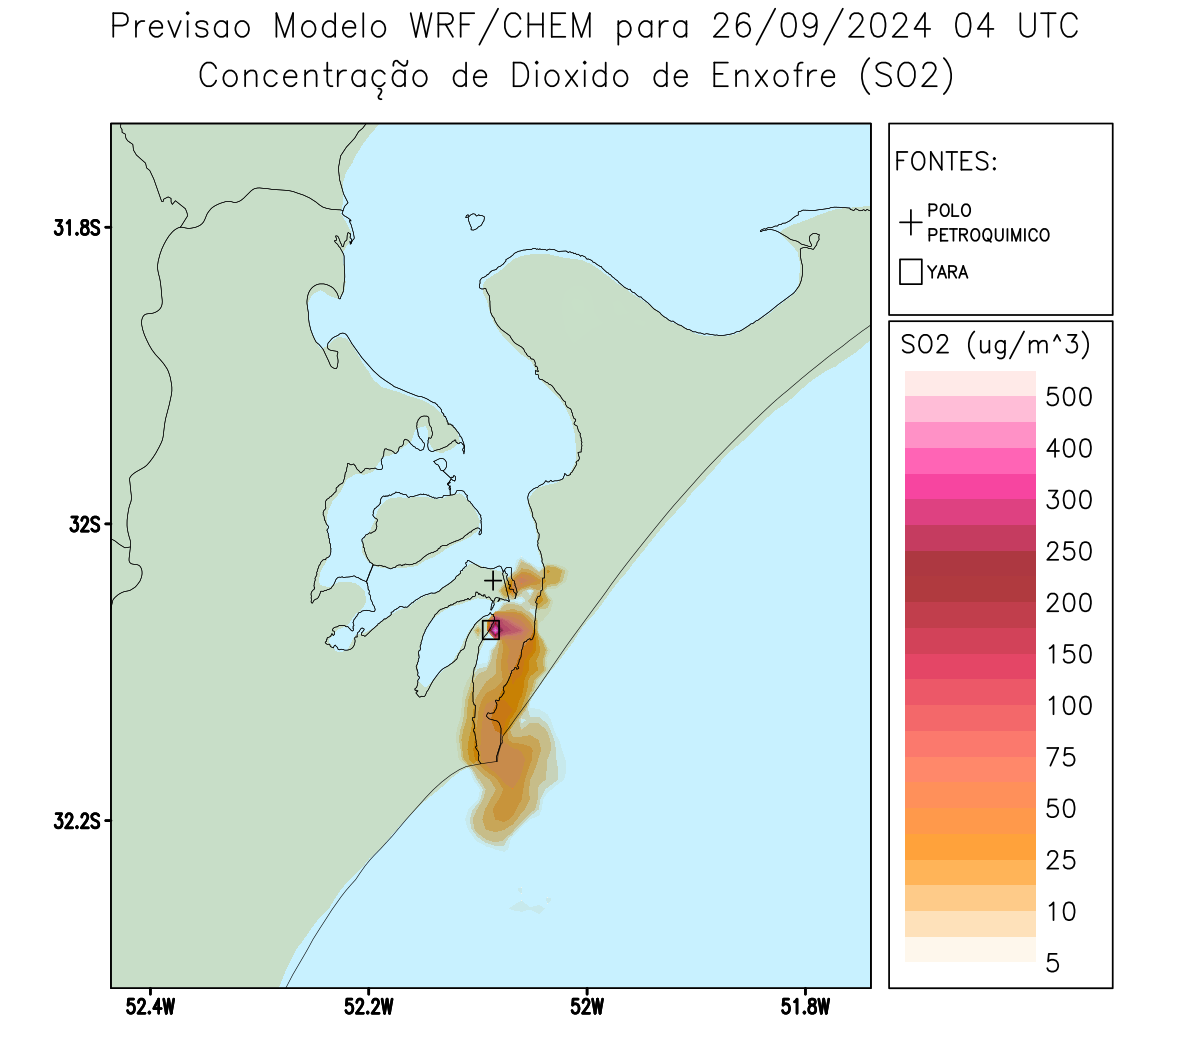 Previsao Modelo WRF/CHEM para 26/09/2024 04 UTC
Concentração de Dioxido de Enxofre (SO2)
FONTES:
POLO
PETROQUIMICO
YARA
31.8S
32S
32.2S
52.4W
52.2W
52W
51.8W
SO2 (ug/m^3)
500
400
300
250
200
150
100
75
50
25
10
5